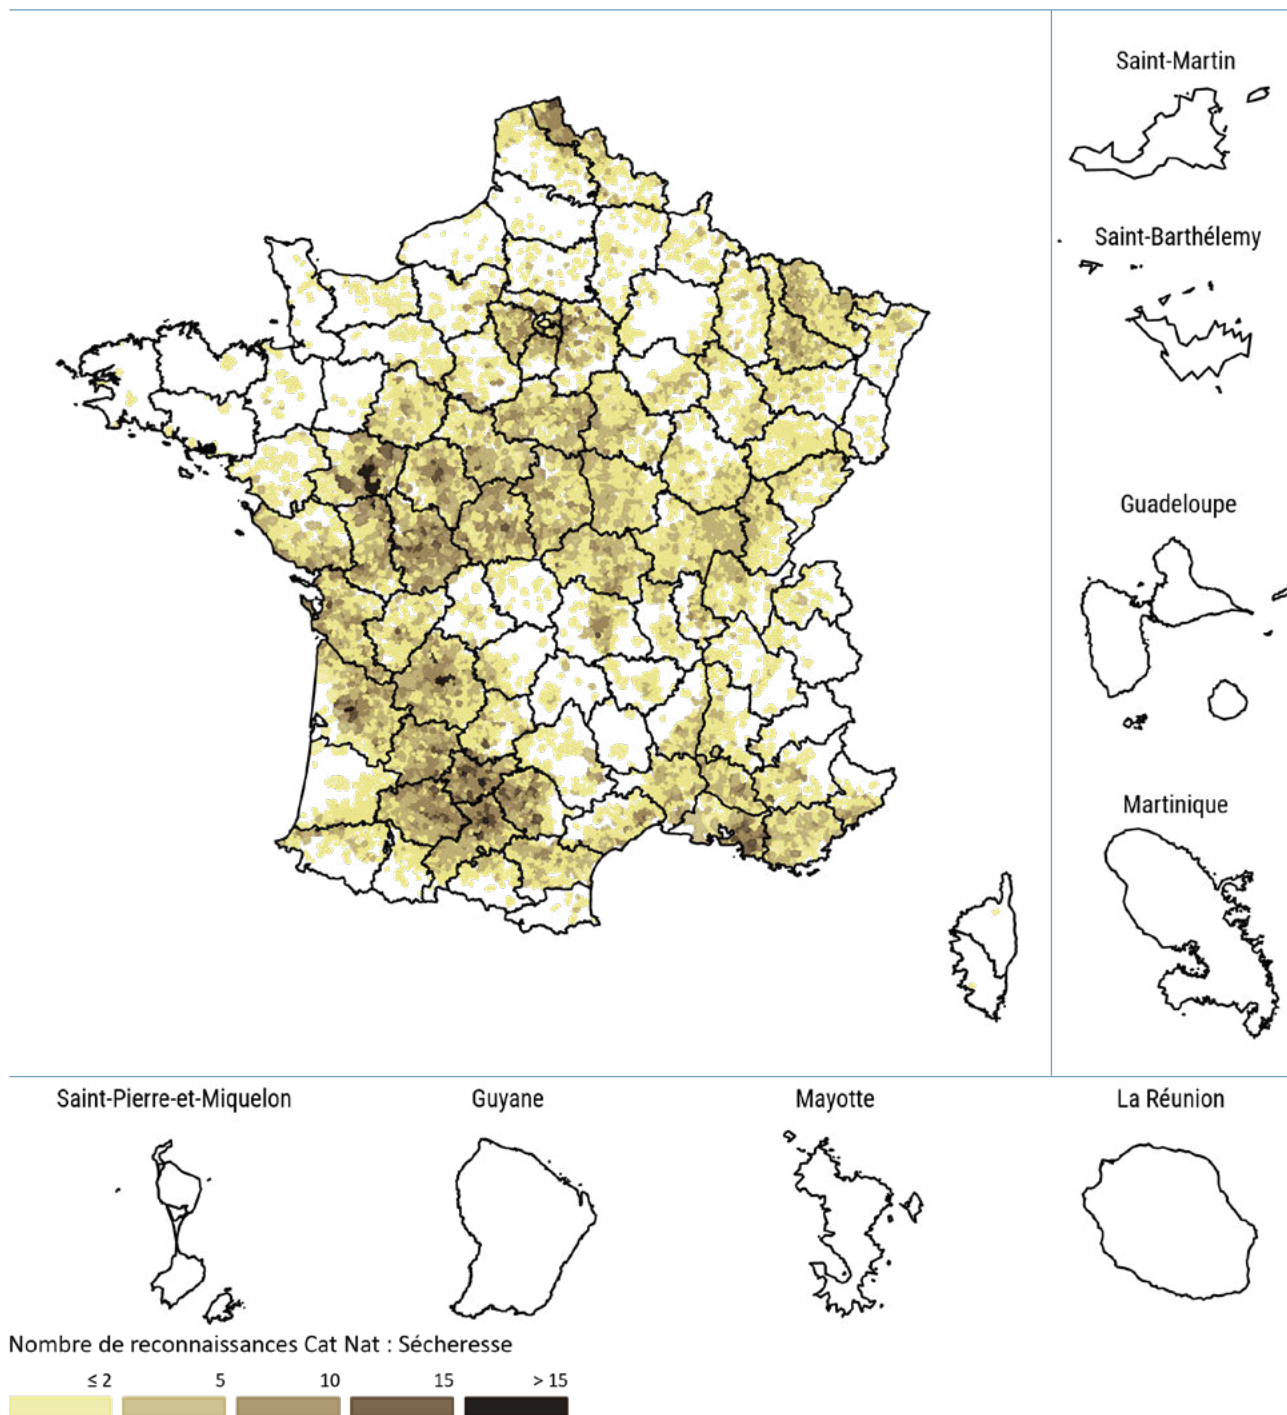 Saint-Martin
Saint-Barthélemy
Guadeloupe
Martinique
Saint-Pierre-et-Miquelon
Guyane
Mayotte
La Réunion
Nombre de reconnaissances Cat Nat : Sécheresse
≤ 2 5 10 15 > 15